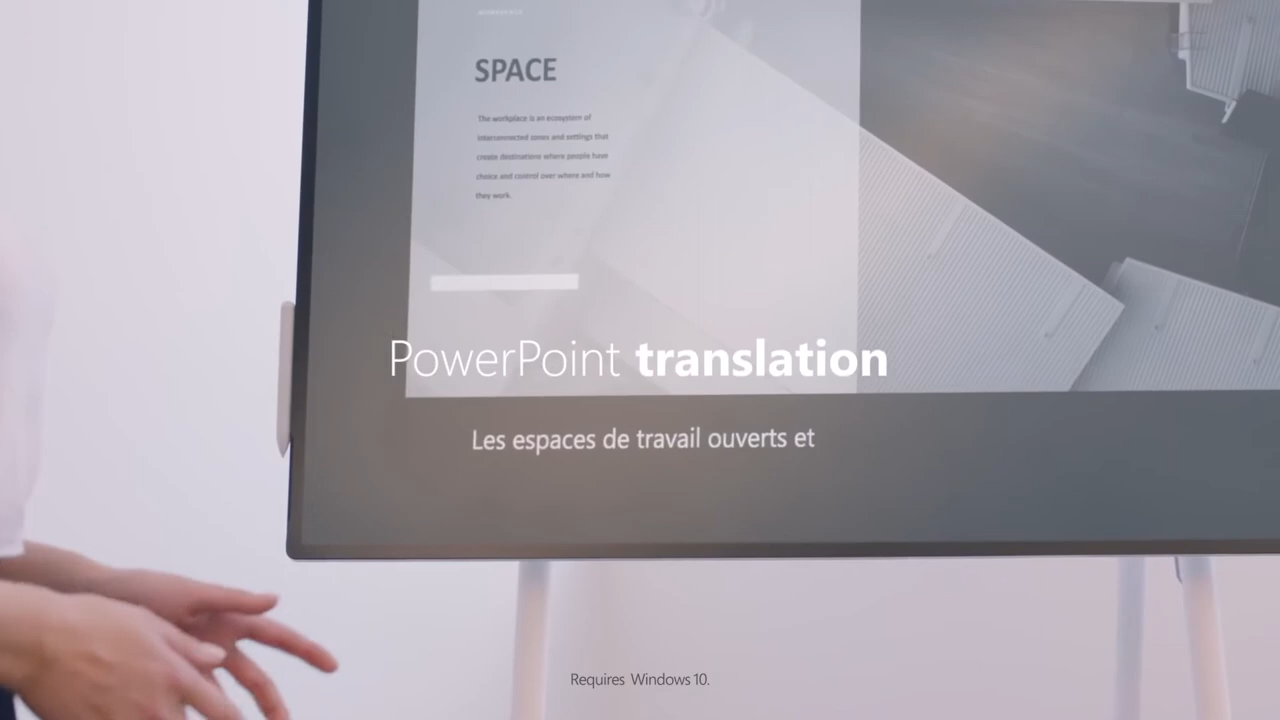 WORKSPACE
SPACE
The workplace is an ecosystem of
interconnected zones and settings that
create destinations where people have
choice and control over where and how
they work.
PowerPoint translation
Les espaces de travail ouverts et
Requires Windows 10.